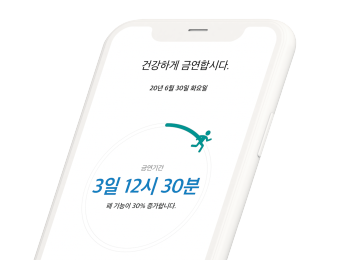 건강하게 금연합시다.
20년 6월 30일 화요일
금연기간
3일 12시 30분
폐 기능이 30% 증가합니다.